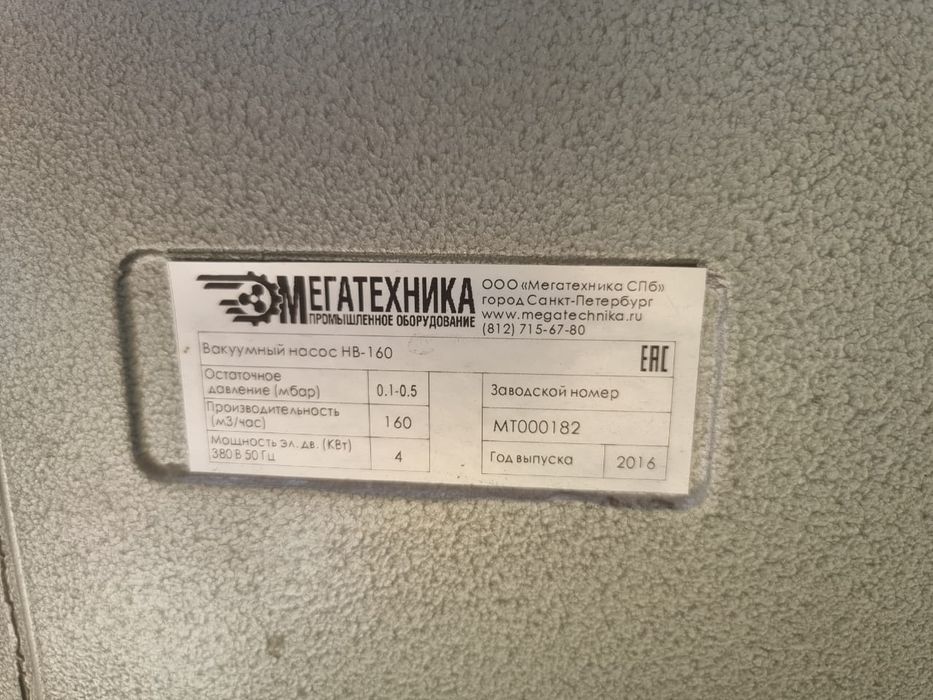 МЕГАТЕХНИКА
ПРОМЫШЛЕННОЕ ОБОРУДОВАНИЕ
ООО «Мегатехника СПб»
город Санкт-Петербург
www.megatechnika.ru
(812) 715-67-80
Вакуумный насос НВ-160
EAC
Остаточное
давление (мбар)
0.1-0.5
Производительность
(м3/час)
160
Мощность эл. дв. (КВт)
380 В 50 Гц
4
Заводской номер
МТ000182
Год выпуска
2016